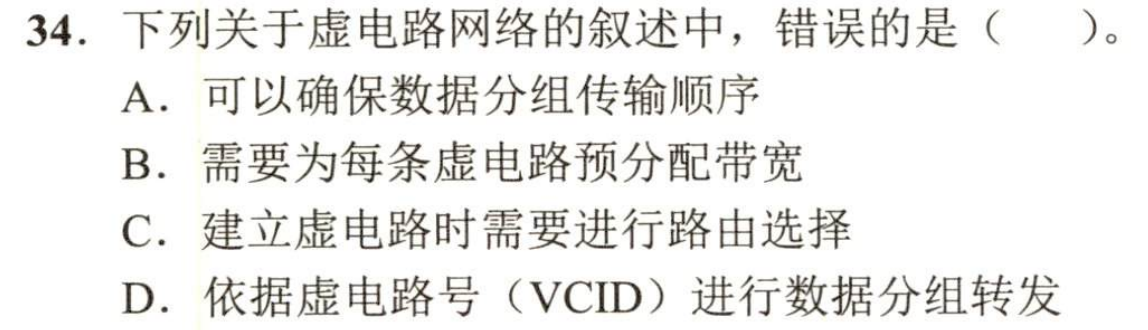 34. 下列关于虚电路网络的叙述中，错误的是（　　）。
A. 可以确保数据分组传输顺序
B. 需要为每条虚电路预分配带宽
C. 建立虚电路时需要进行路由选择
D. 依据虚电路号（VCID）进行数据分组转发